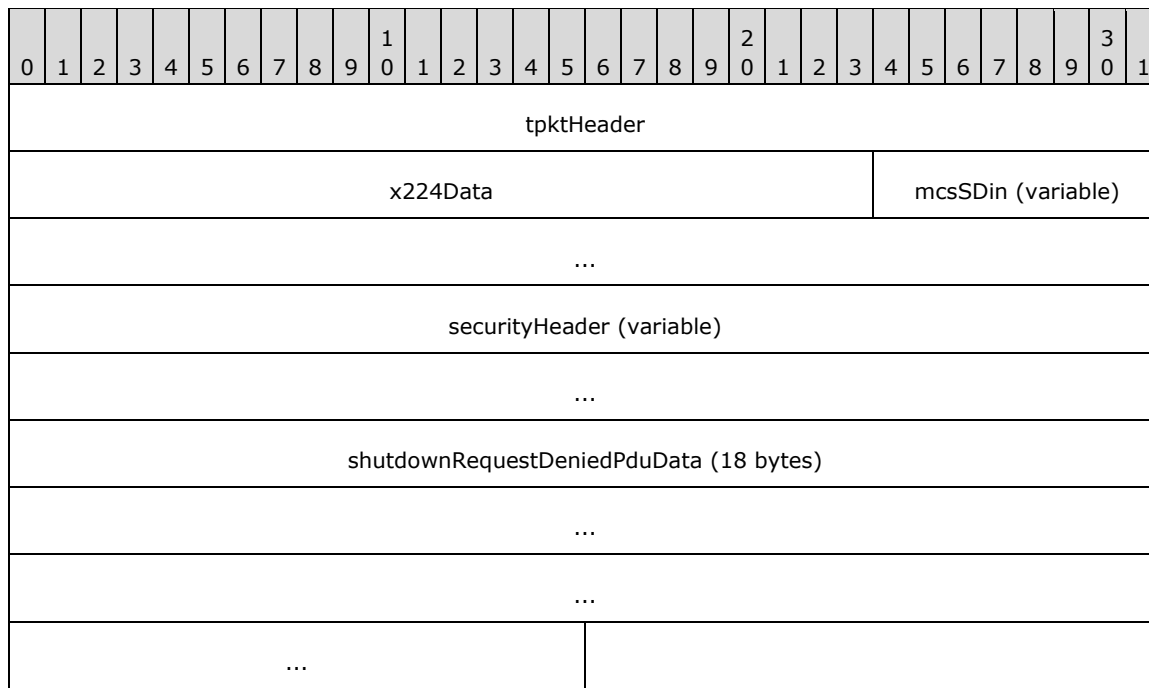 1 2 3
0 1 2 3 4 5 6 7 8 9 0 1 2 3 4 5 6 7 8 9 0 1 2 3 4 5 6 7 8 9 0 1
tpktHeader
x224Data mcsSDin (variable)
...
securityHeader (variable)
...
shutdownRequestDeniedPduData (18 bytes)
...
...
...